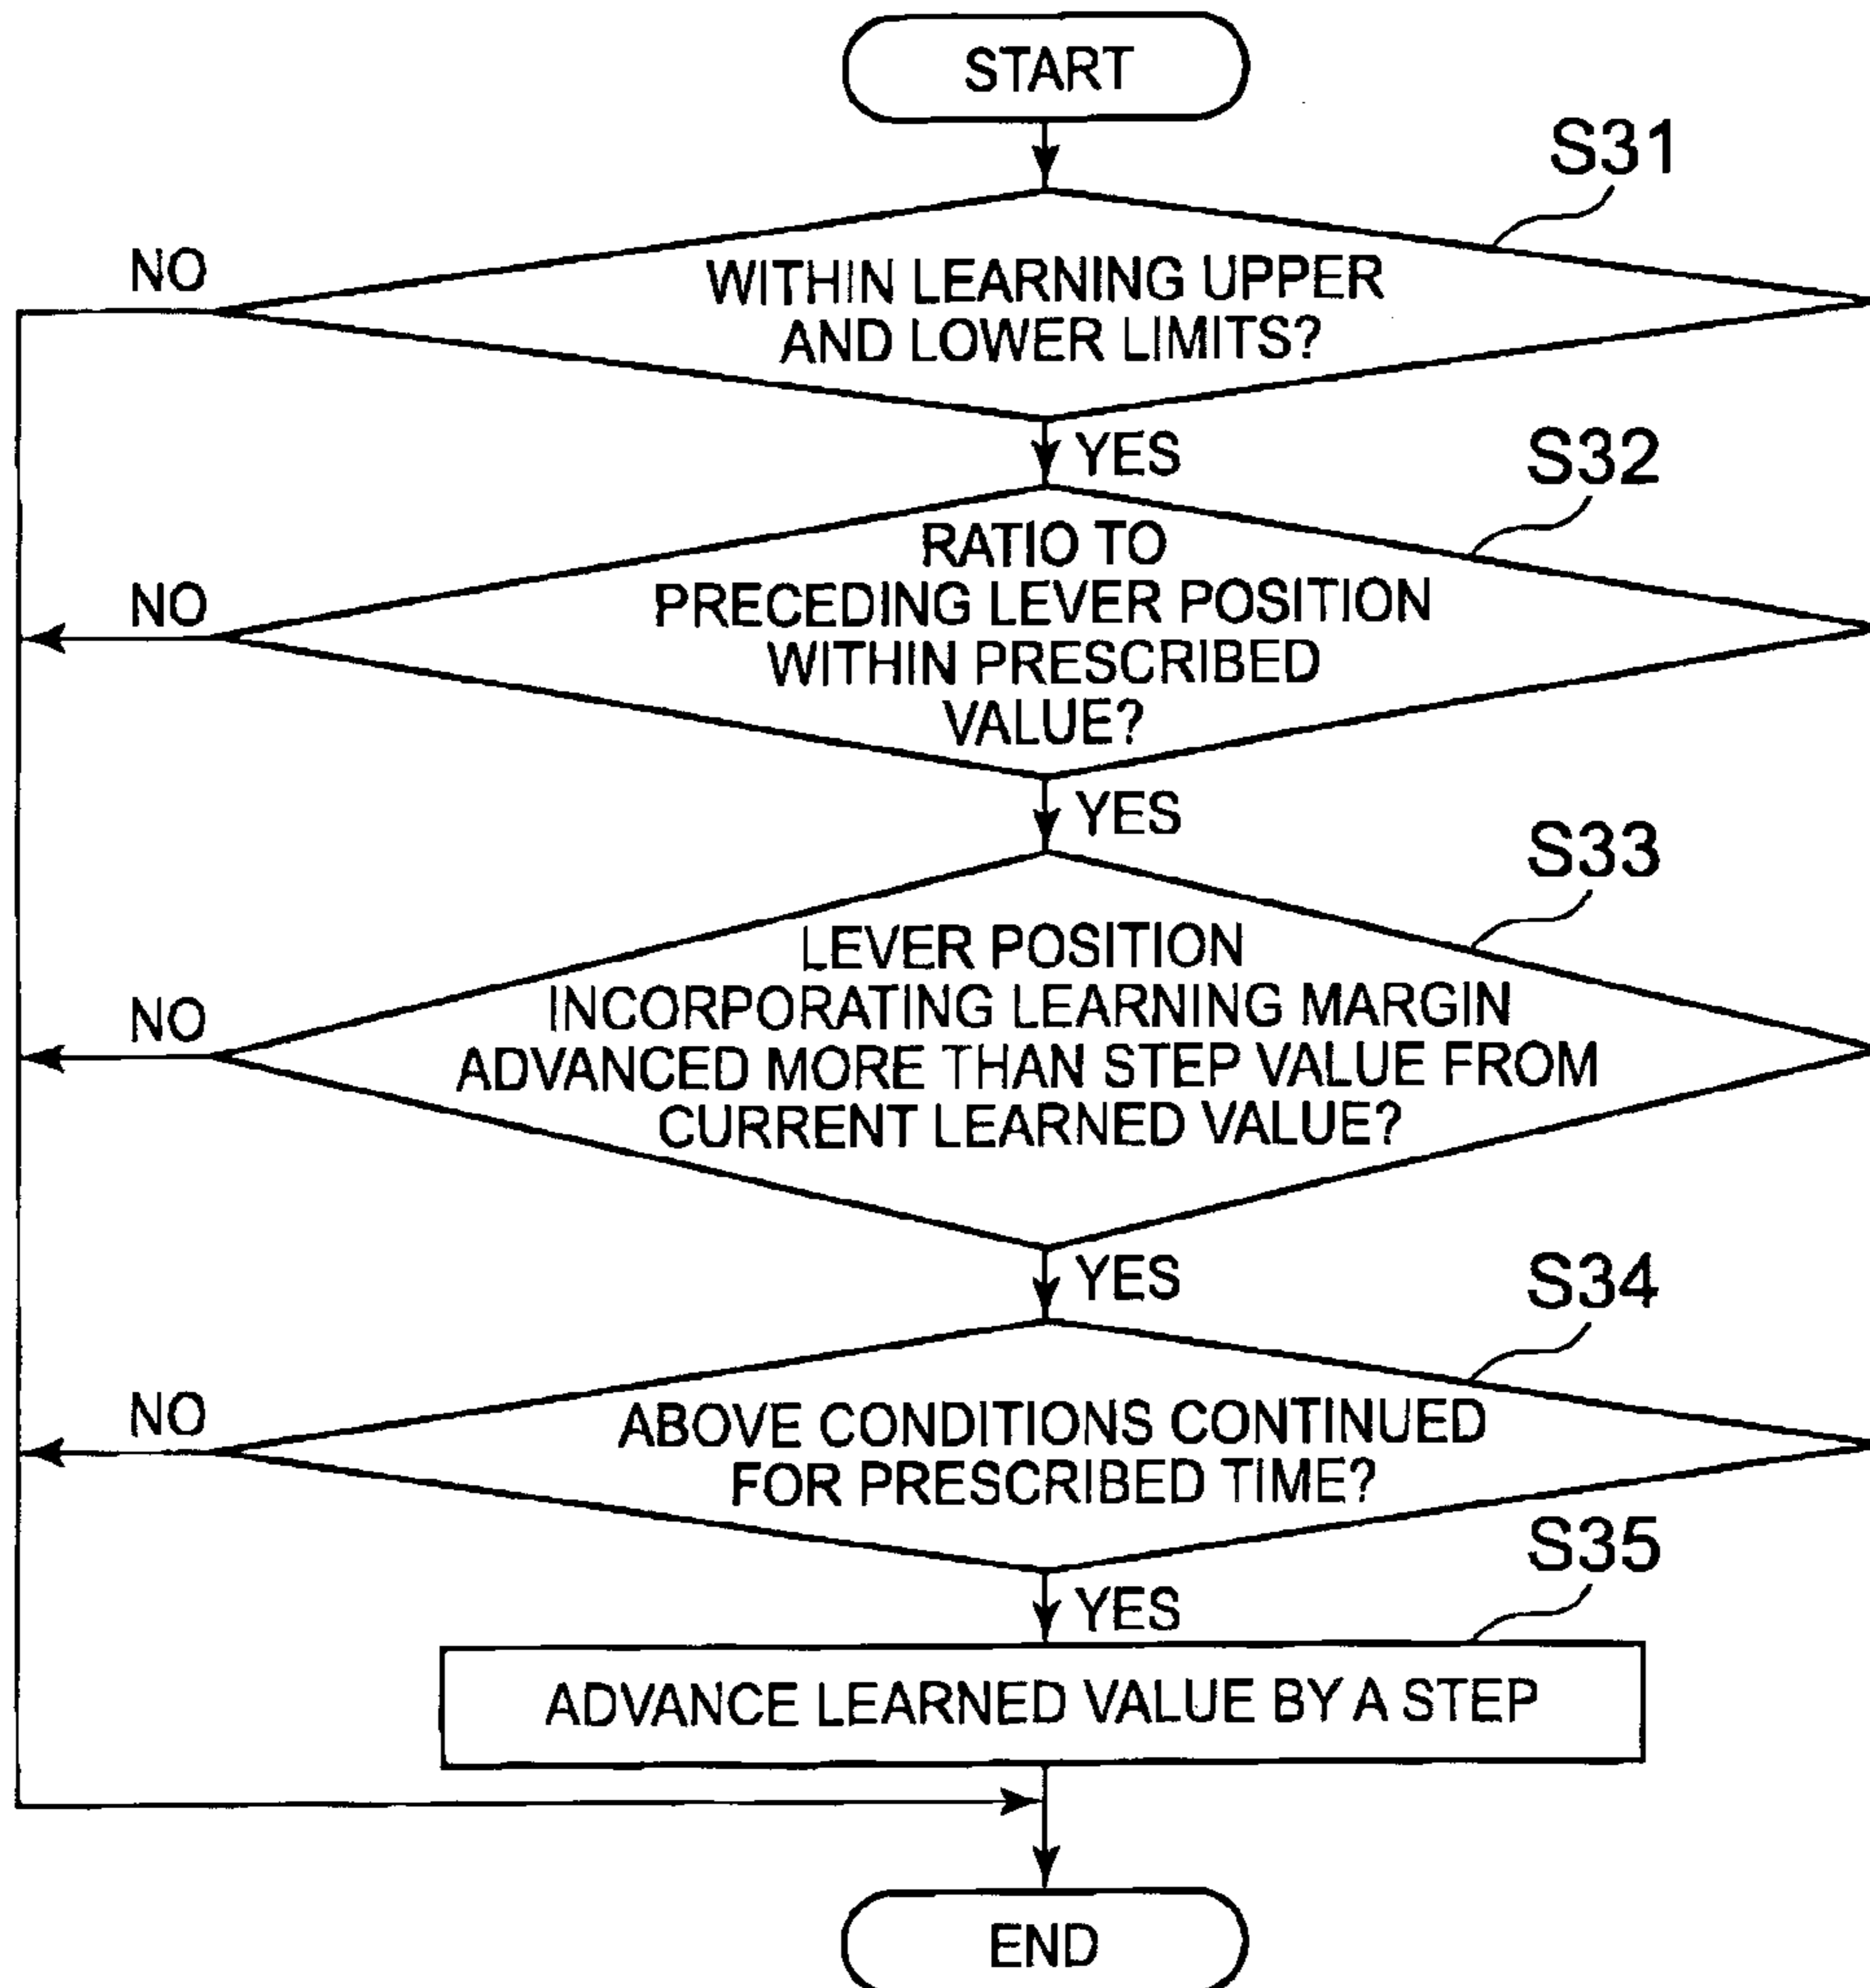 START
S31
NO
WITHIN LEARNING UPPER
AND LOWER LIMITS?
YES
S32
RATIO TO
PRECEDING LEVER POSITION
WITHIN PRESCRIBED
VALUE?
NO
YES
S33
LEVER POSITION
INCORPORATING LEARNING MARGIN
ADVANCED MORE THAN STEP VALUE FROM
CURRENT LEARNED VALUE?
NO
YES
S34
NO
ABOVE CONDITIONS CONTINUED
FOR PRESCRIBED TIME?
S35
YES
ADVANCE LEARNED VALUE BY A STEP
END